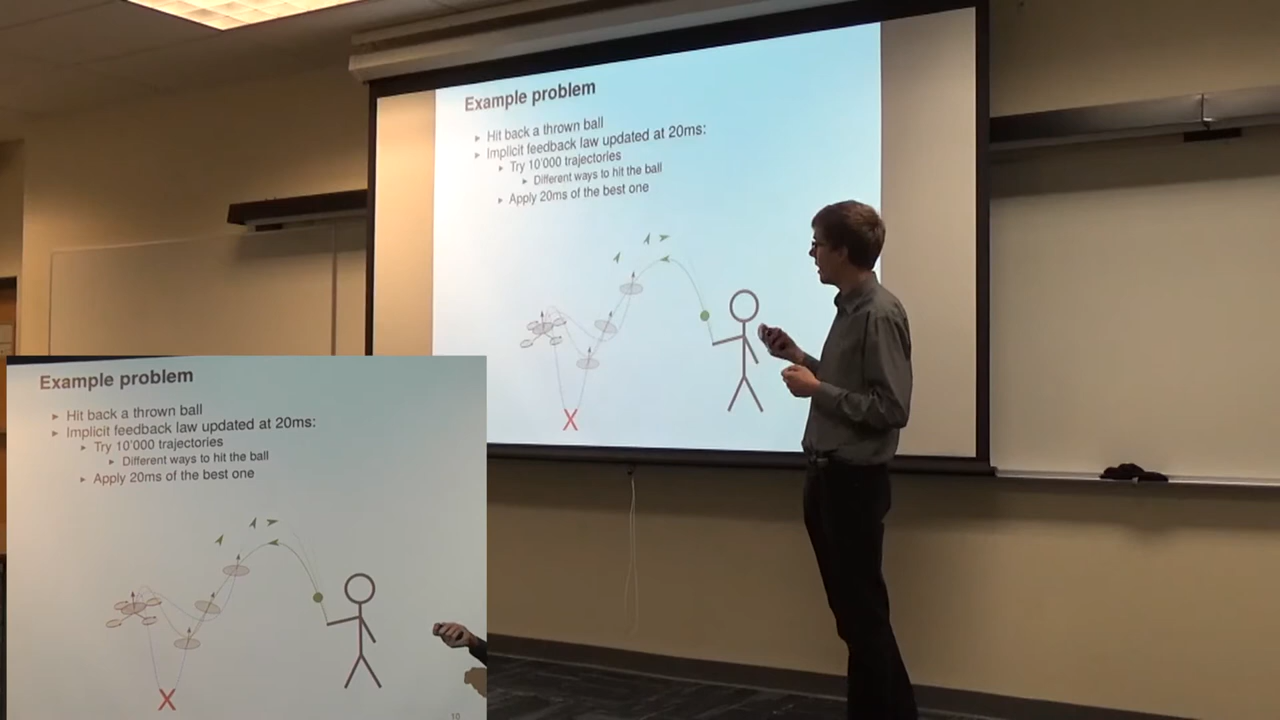 Example problem
Hit back a thrown ball
Implicit feedback law updated at 20ms:
Try 10'000 trajectories
Different ways to hit the ball
Apply 20ms of the best one
X
Example problem
Hit back a thrown ball
Implicit feedback law updated at 20ms:
Try 10'000 trajectories
Different ways to hit the ball
Apply 20ms of the best one
X
10